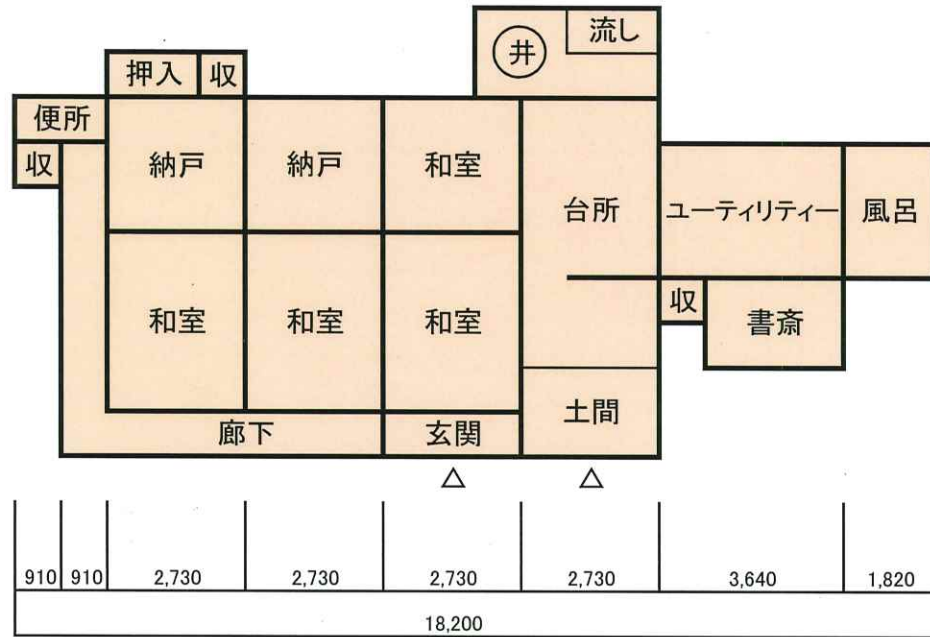 流し
井
押入 収
便所
収 納戸 納戸 和室
台所 ユーティリティー 風呂
収
和室 和室 和室 書斎
土間
廊下 玄関
△ △
910 910 2,730 2,730 2,730 2,730 3,640 1,820
18,200